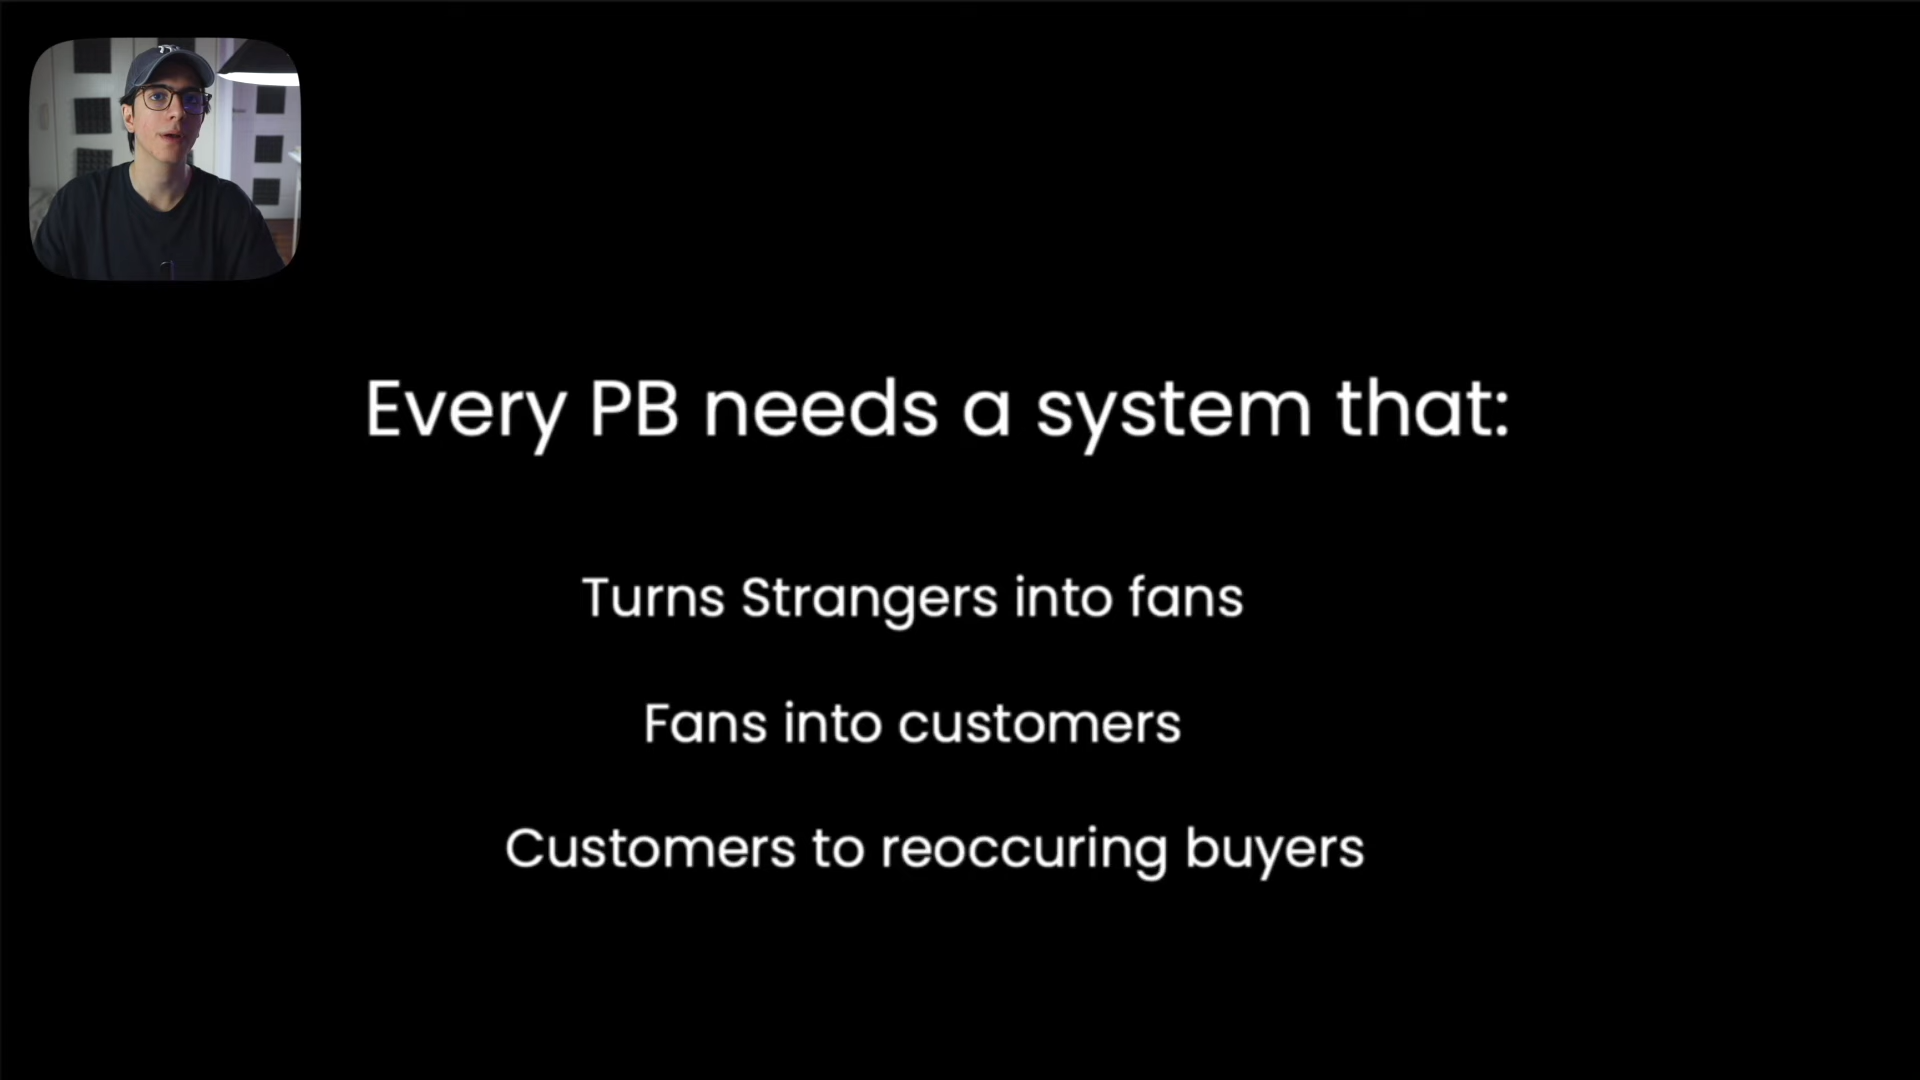 Every PB needs a system that:
Turns Strangers into fans
Fans into customers
Customers to reoccuring buyers